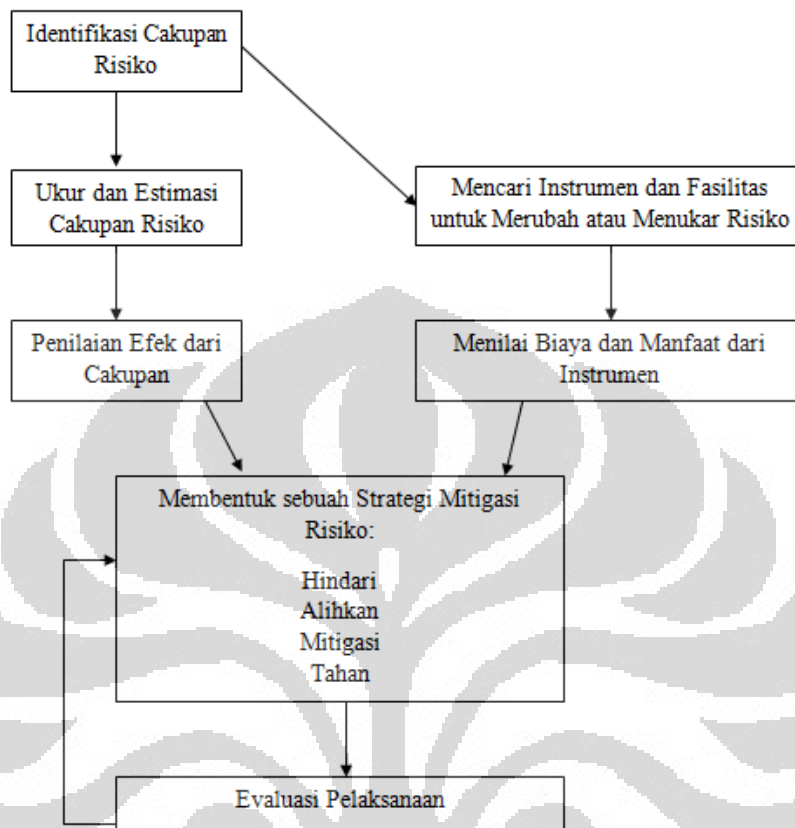 Identifikasi Cakupan
Risiko
Ukur dan Estimasi
Cakupan Risiko
Mencari Instrumen dan Fasilitas
untuk Merubah atau Menukar Risiko
Penilaian Efek dari
Cakupan
Menilai Biaya dan Manfaat dari
Instrumen
Membentuk sebuah Strategi Mitigasi
Risiko:
Hindari
Alihkan
Mitigasi
Tahan
Evaluasi Pelaksanaan